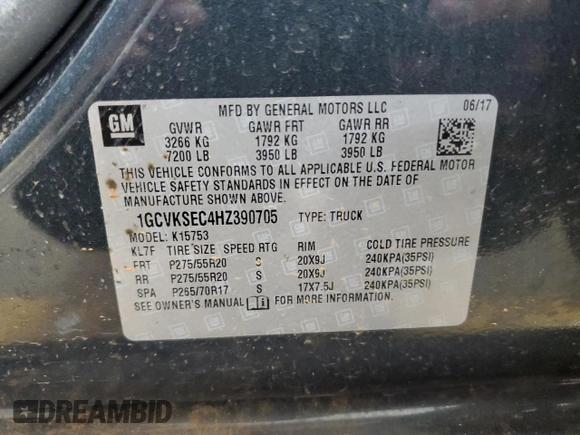 GM
MFD BY GENERAL MOTORS LLC 06/17
GVWR GAWR FRT GAWR RR
3266 KG 1792 KG 1792 KG
7200 LB 3950 LB 3950 LB
THIS VEHICLE CONFORMS TO ALL APPLICABLE U.S. FEDERAL MOTOR
VEHICLE SAFETY STANDARDS IN EFFECT ON THE DATE OF
MANUFACTURE SHOWN ABOVE.
1GCVKSEC4HZ390705 TYPE: TRUCK
MODEL: K15753
KL7F TIRE SIZE SPEED RTG RIM COLD TIRE PRESSURE
FRT P275/55R20 S 20X9J 240KPA(35PSI)
RR P275/55R20 S 20X9J 240KPA(35PSI)
SPA P265/70R17 S 17X7.5J 240KPA(35PSI)
SEE OWNER'S MANUAL FOR MORE INFORMATION.
DREAMBID